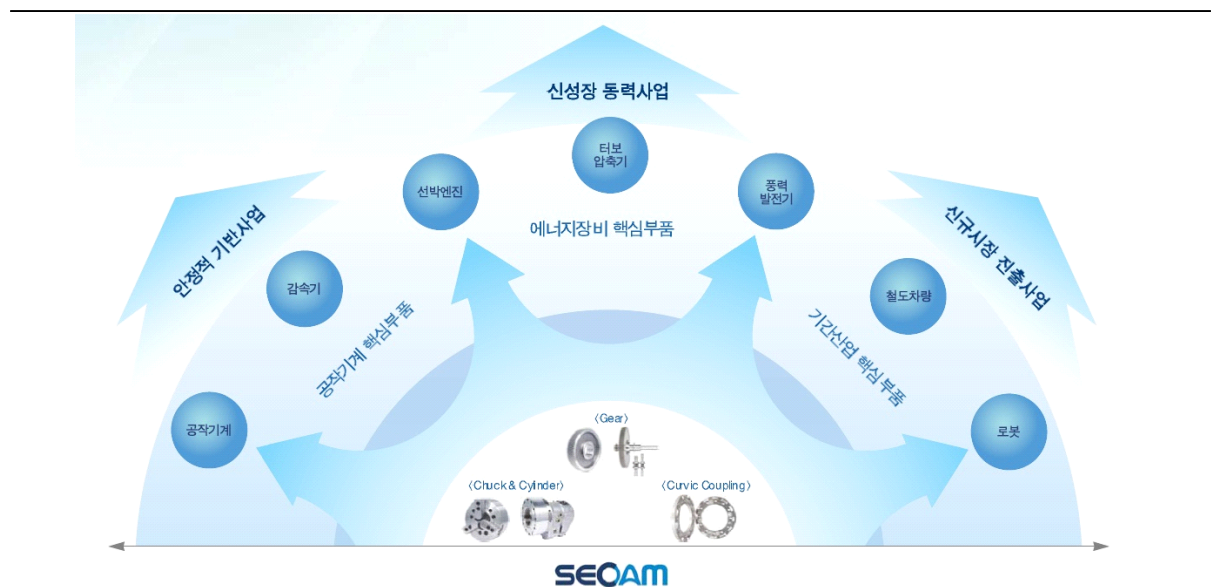 신성장 동력사업
터보
압축기
선박엔진
풍력
발전기
에너지장비 핵심부품
안정적 기반사업
신규시장 진출사업
감속기
철도차량
공작기계 핵심부품
기간산업 핵심부품
공작기계
로봇
〈Gear〉
〈Chuck & Cylinder〉
〈Curvic Coupling〉
SEOAM